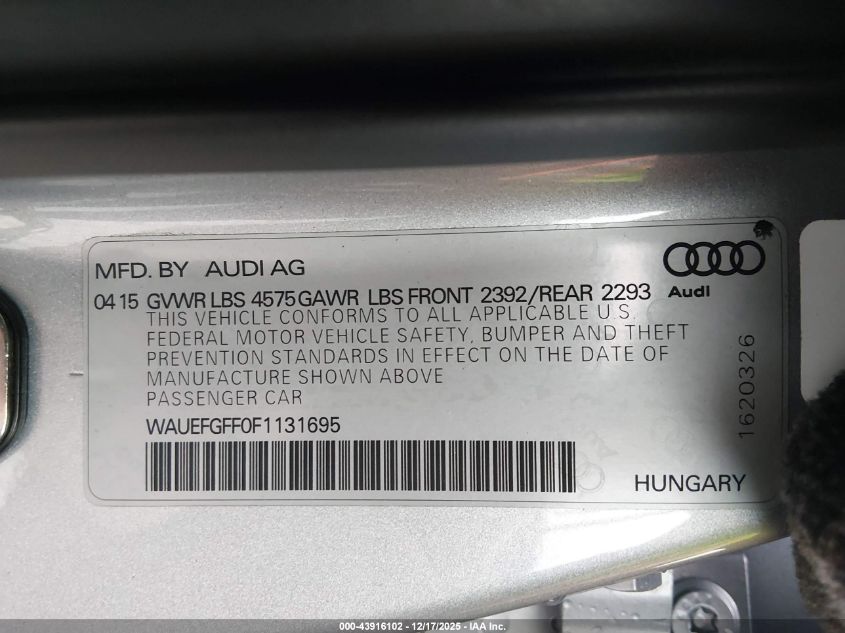 MFD. BY AUDI AG
Audi
04 15 GVWR LBS 4575 GAWR LBS FRONT 2392/REAR 2293
THIS VEHICLE CONFORMS TO ALL APPLICABLE U.S.
FEDERAL MOTOR VEHICLE SAFETY, BUMPER AND THEFT
PREVENTION STANDARDS IN EFFECT ON THE DATE OF
MANUFACTURE SHOWN ABOVE
PASSENGER CAR
1620326
WAUEFGFF0F1131695
HUNGARY
000-43916102 - 12/17/2025 - IAA Inc.